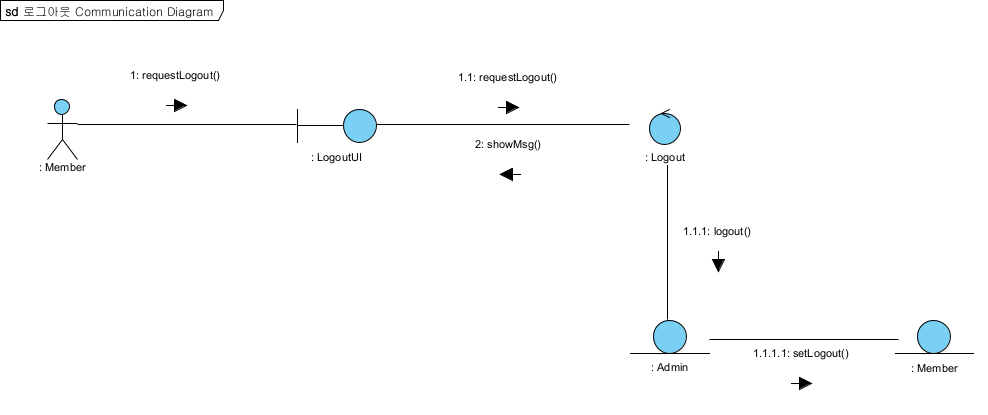 sd 로그아웃 Communication Diagram
1: requestLogout()
1.1: requestLogout()
2: showMsg()
: Member
: LogoutUI
: Logout
1.1.1: logout()
1.1.1.1: setLogout()
: Admin
: Member